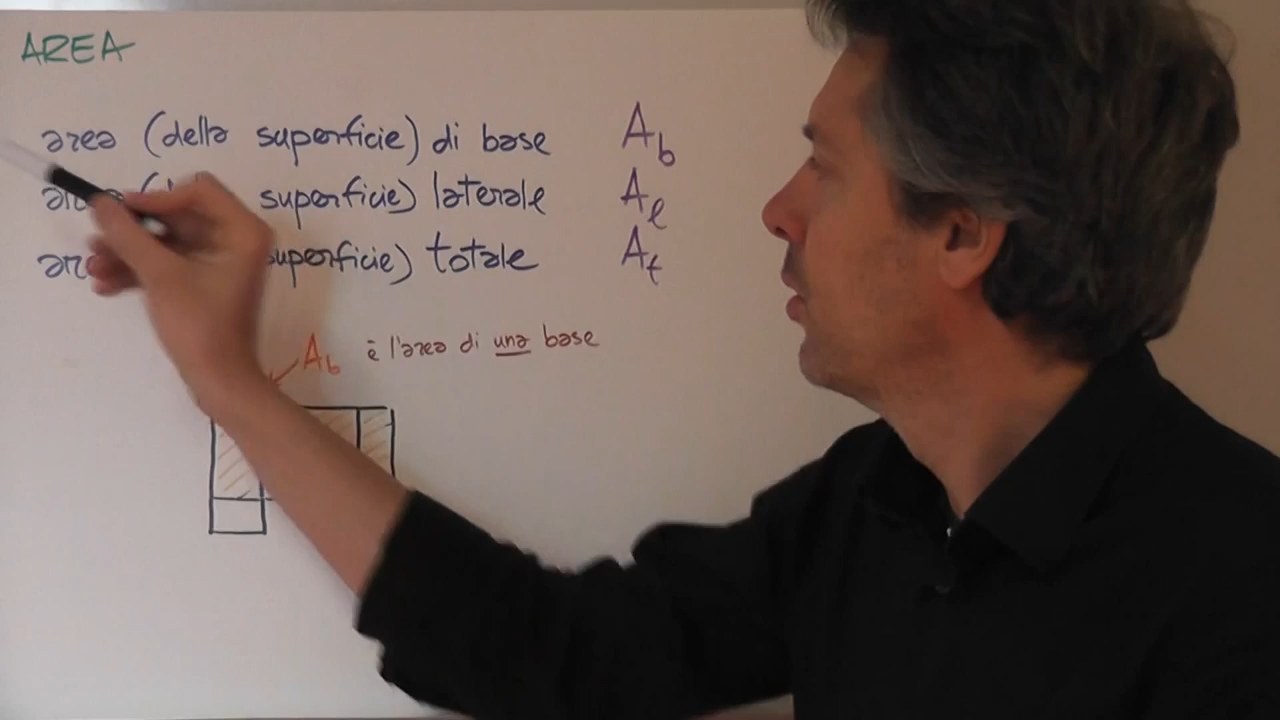 AREA
area (della superficie) di base A_b
superficie) laterale A_l
superficie) totale A_t
A_b è l'area di una base